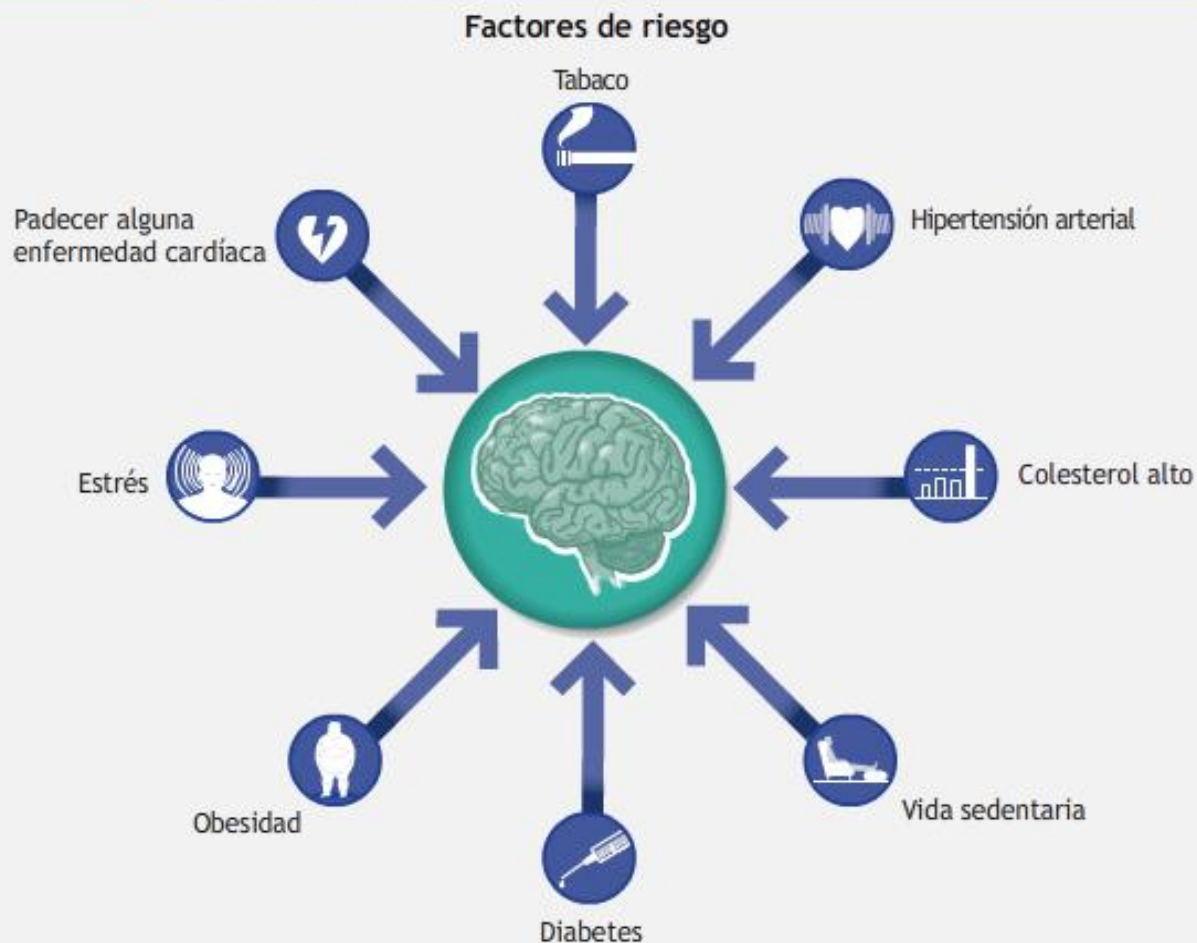 Factores de riesgo
Tabaco
Padecer alguna
enfermedad cardíaca
Hipertensión arterial
Estrés
Colesterol alto
Obesidad
Vida sedentaria
Diabetes